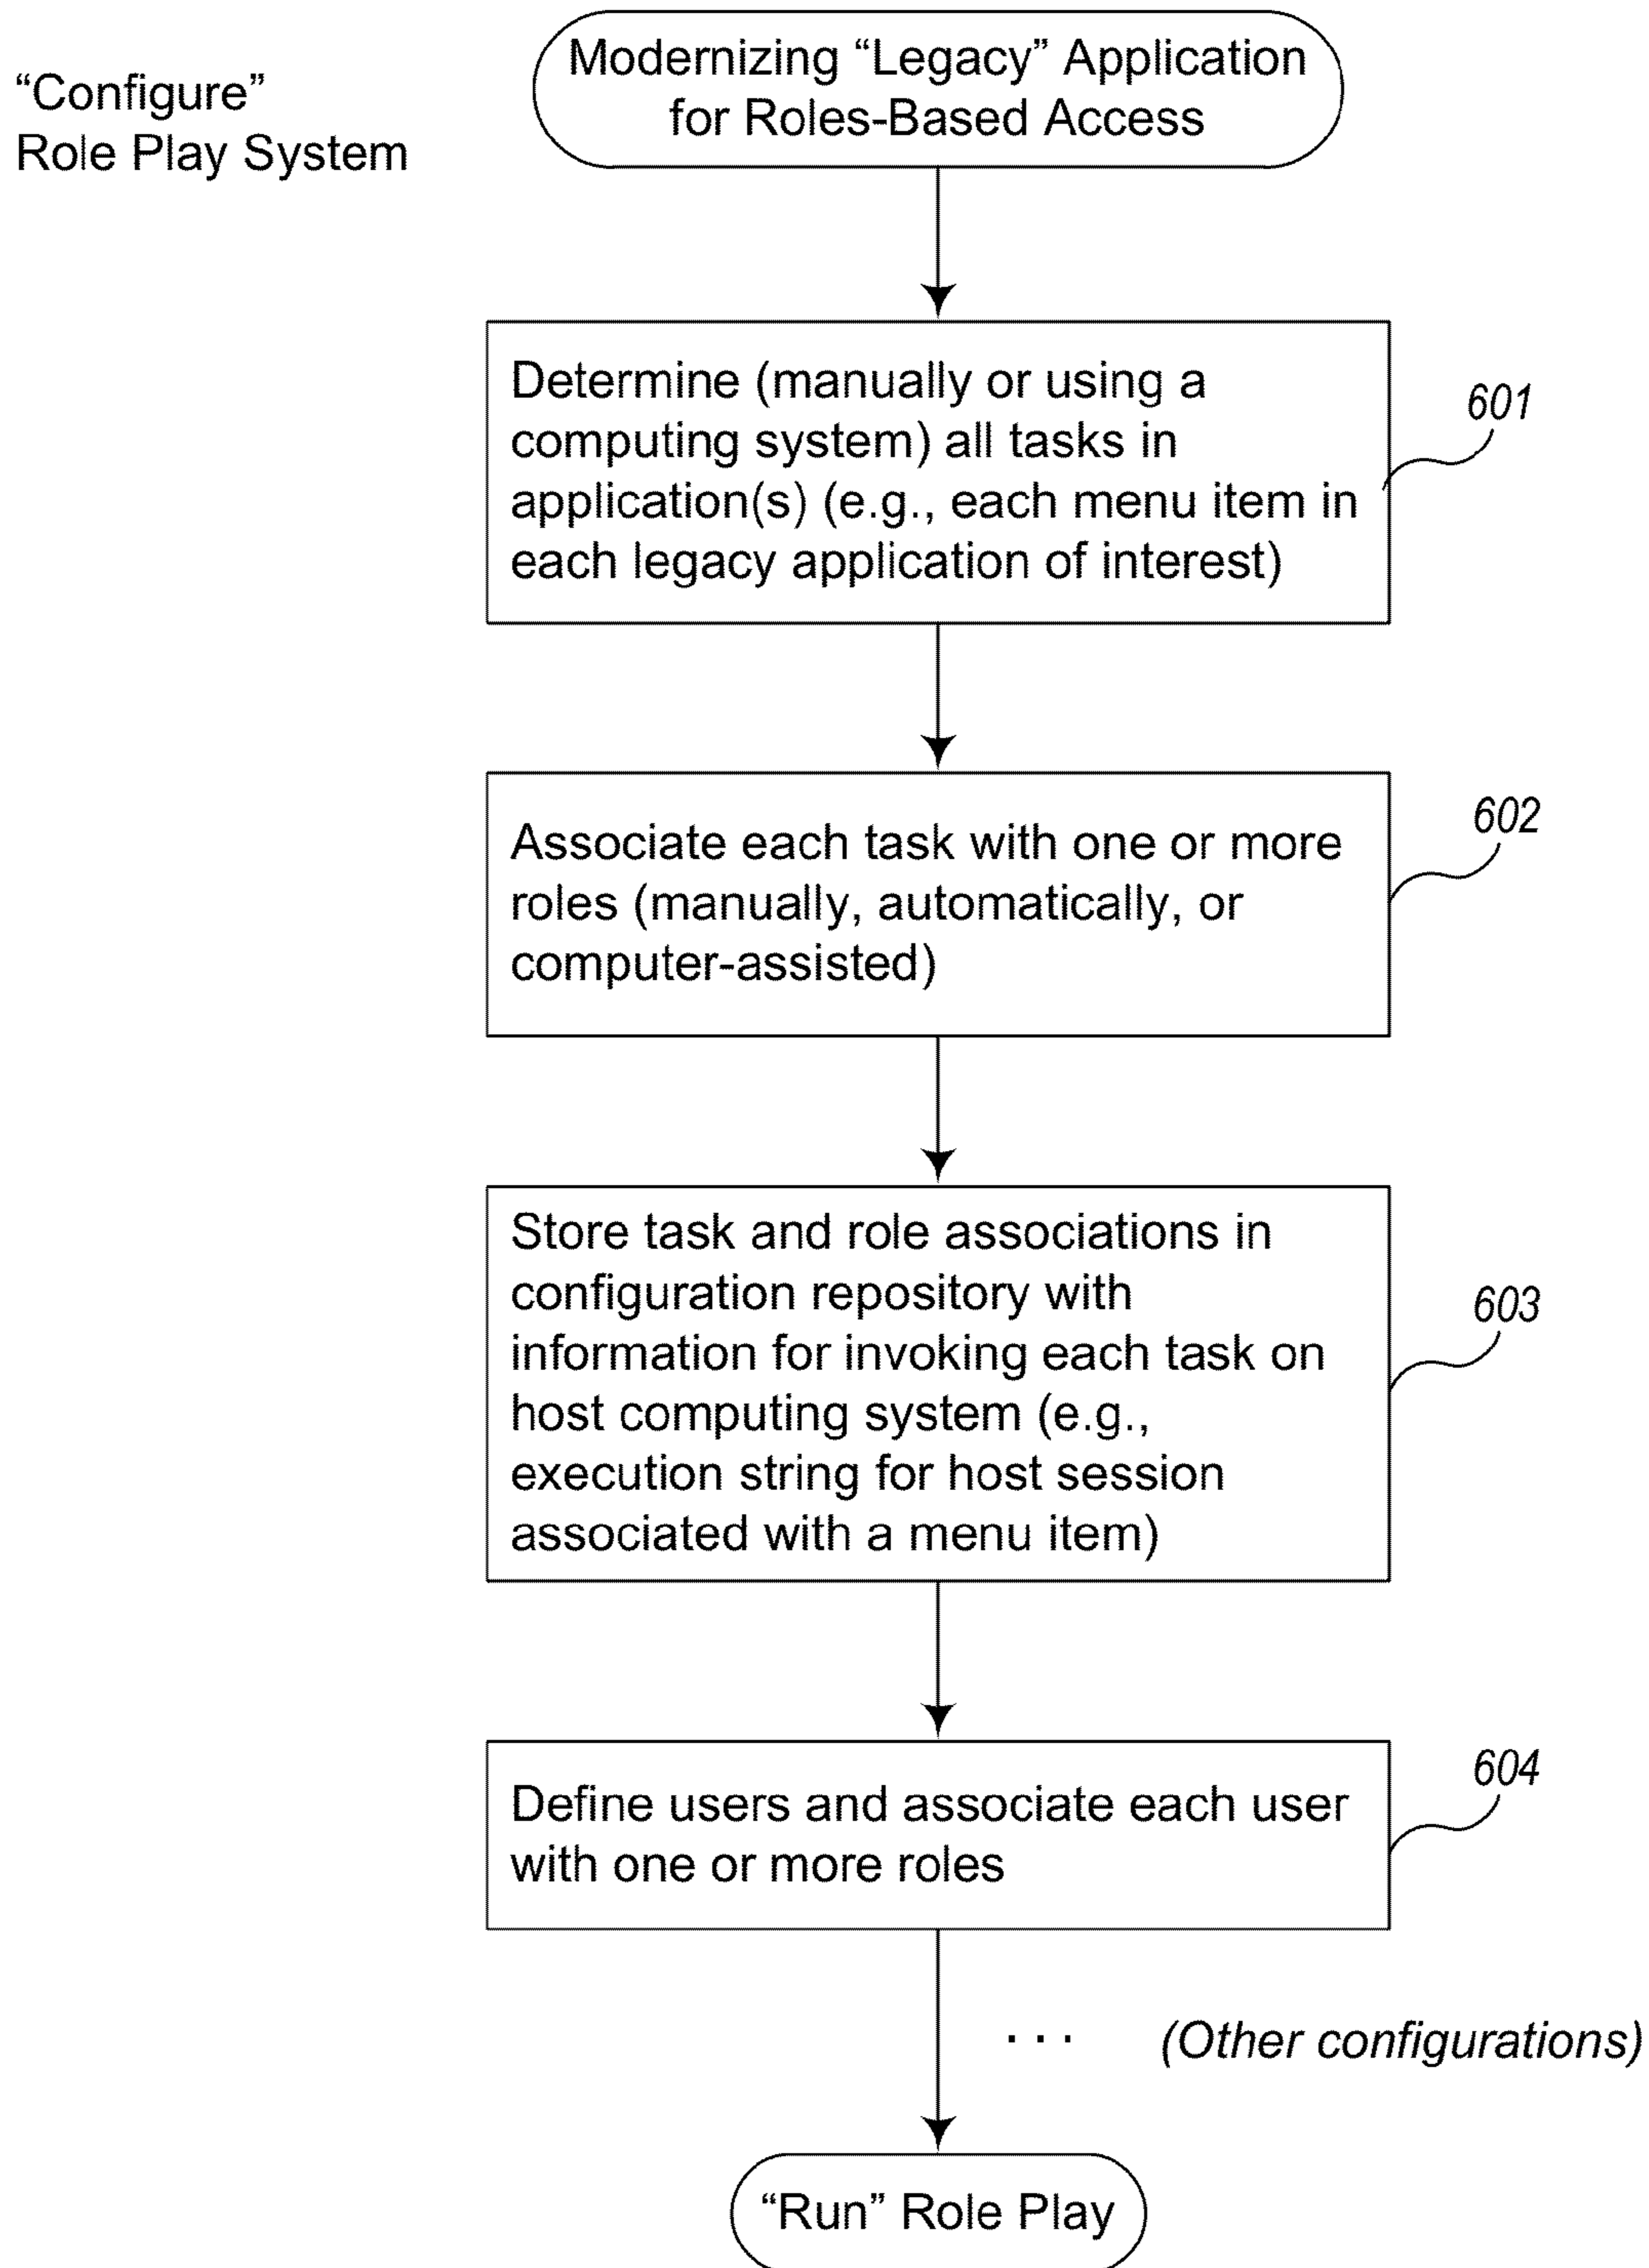 “Configure”
Role Play System
Modernizing “Legacy” Application
for Roles-Based Access
Determine (manually or using a
computing system) all tasks in
application(s) (e.g., each menu item in
each legacy application of interest)
601
Associate each task with one or more
roles (manually, automatically, or
computer-assisted)
602
Store task and role associations in
configuration repository with
information for invoking each task on
host computing system (e.g.,
execution string for host session
associated with a menu item)
603
Define users and associate each user
with one or more roles
604
. . . (Other configurations)
“Run” Role Play